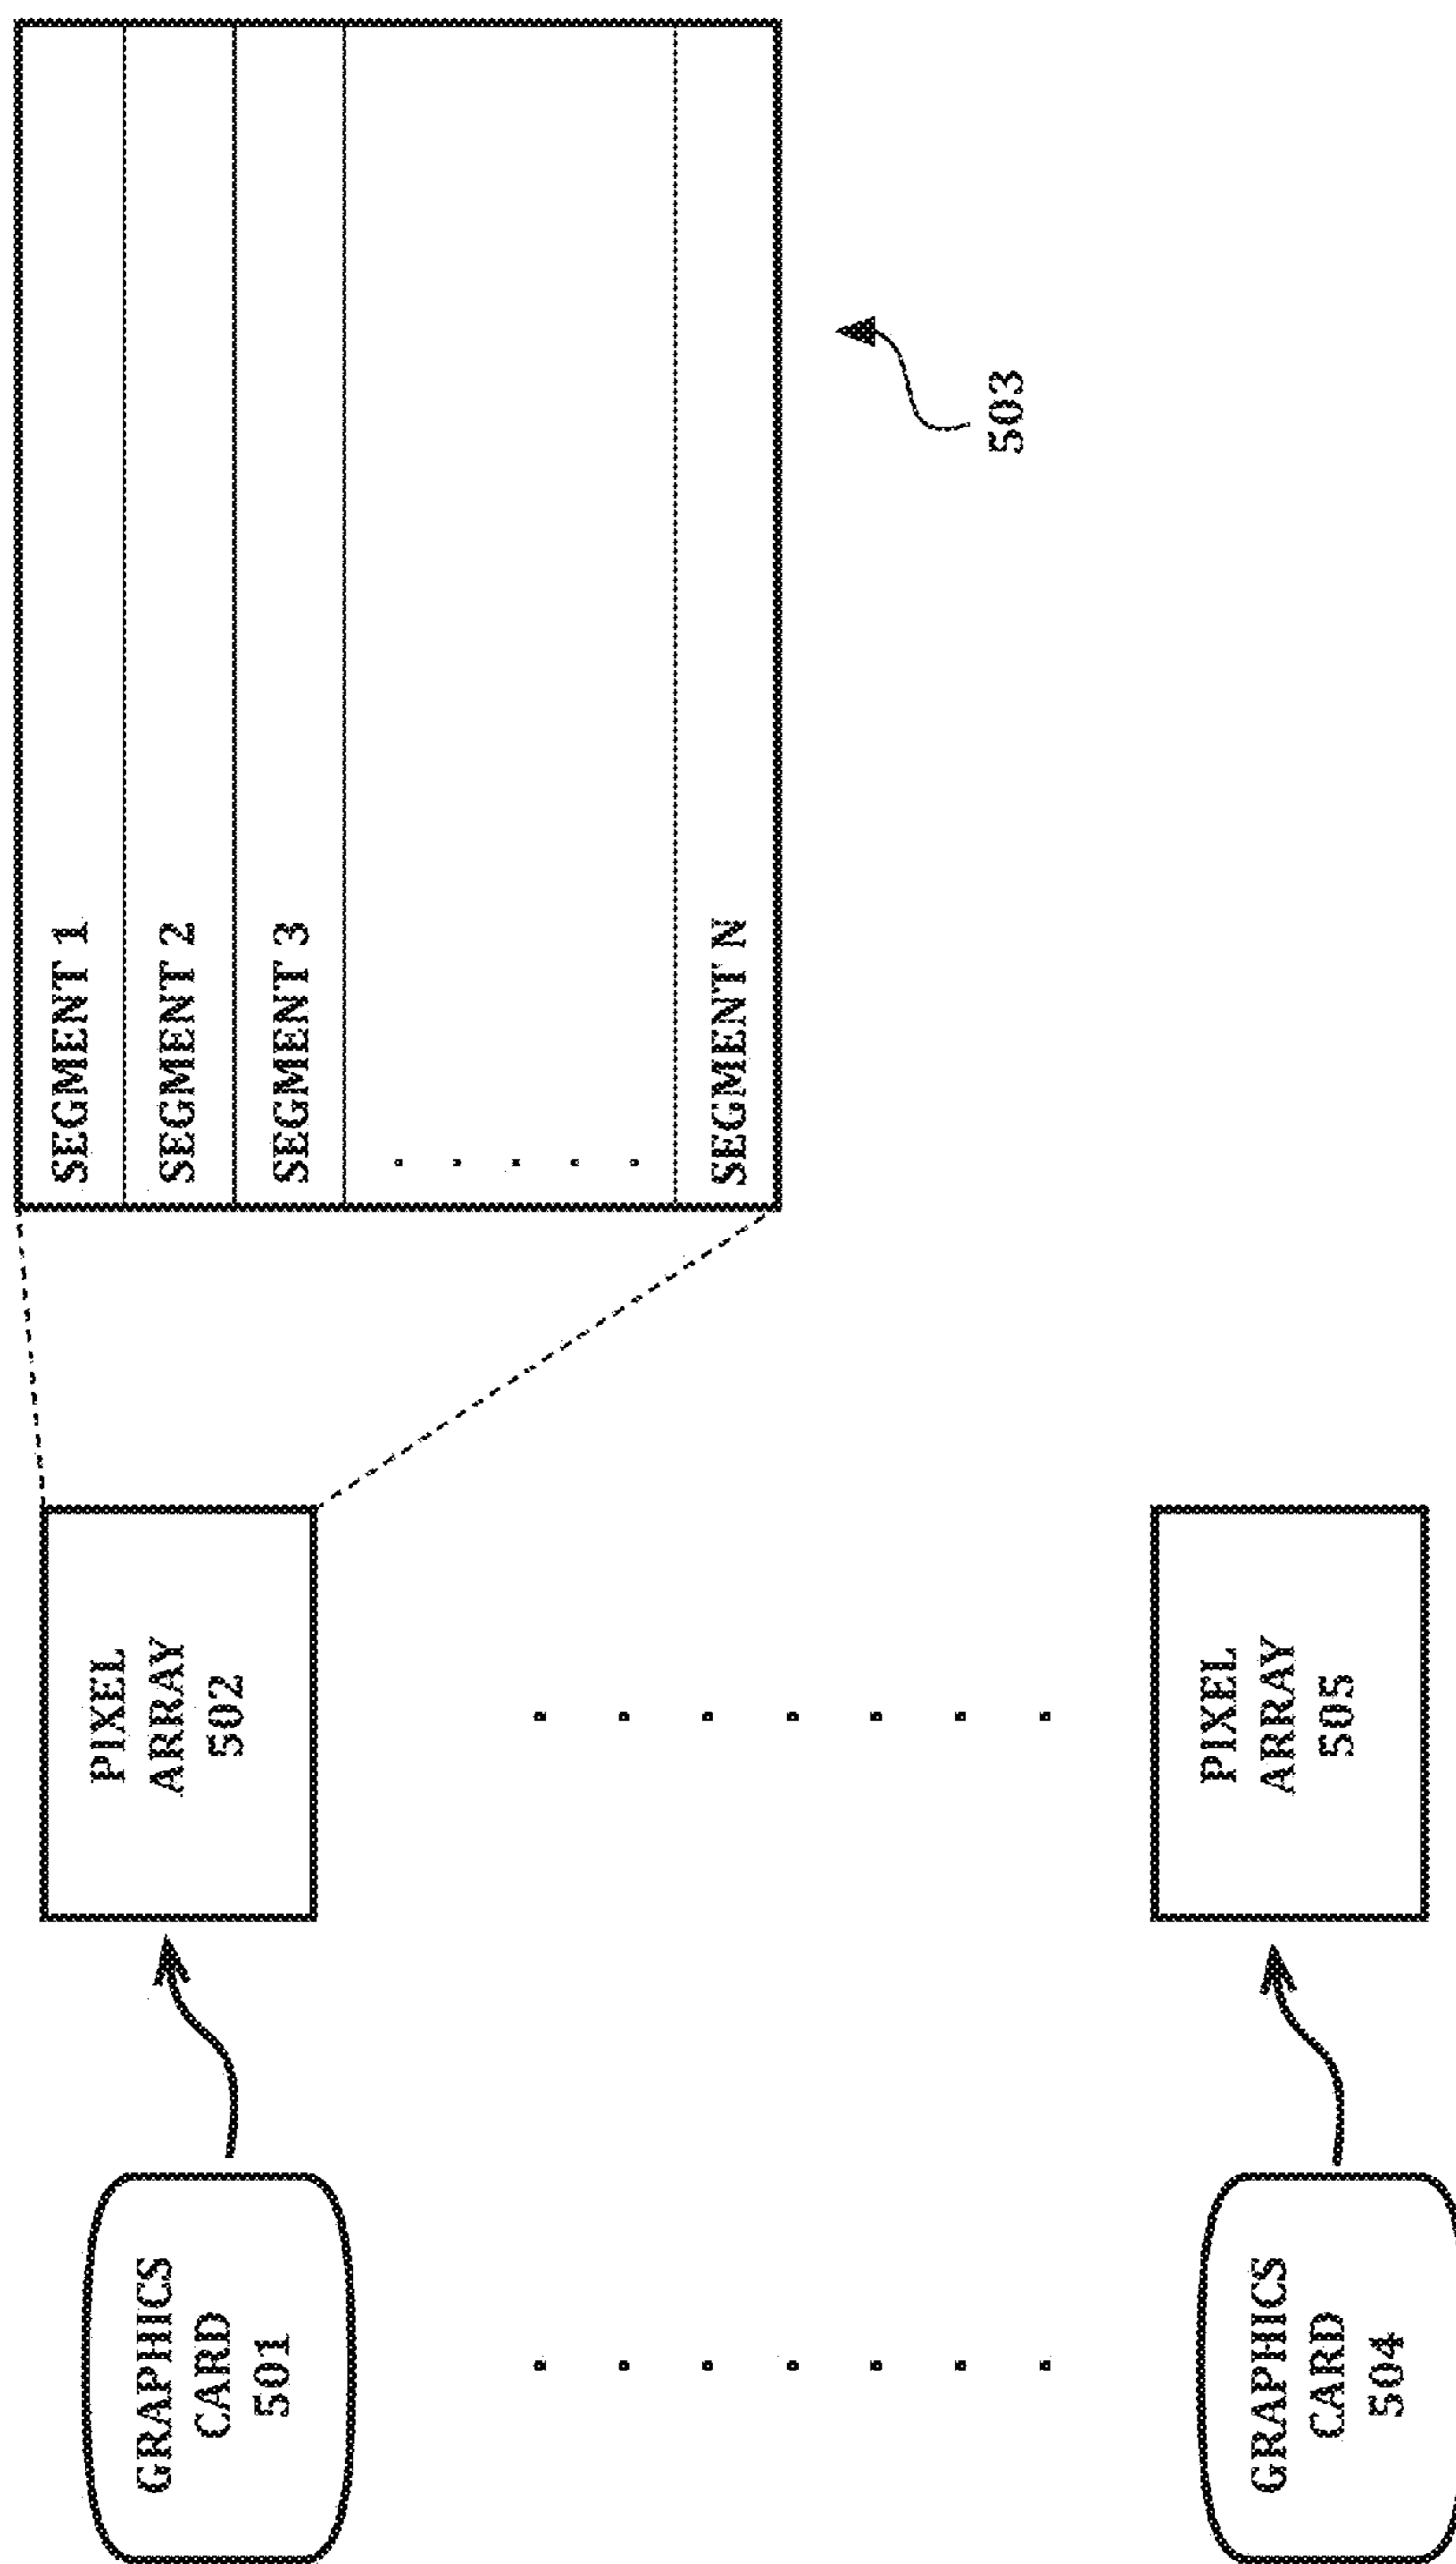 GRAPHICS
CARD
501
PIXEL
ARRAY
502
SEGMENT 1
SEGMENT 2
SEGMENT 3
SEGMENT N
503
GRAPHICS
CARD
504
PIXEL
ARRAY
505